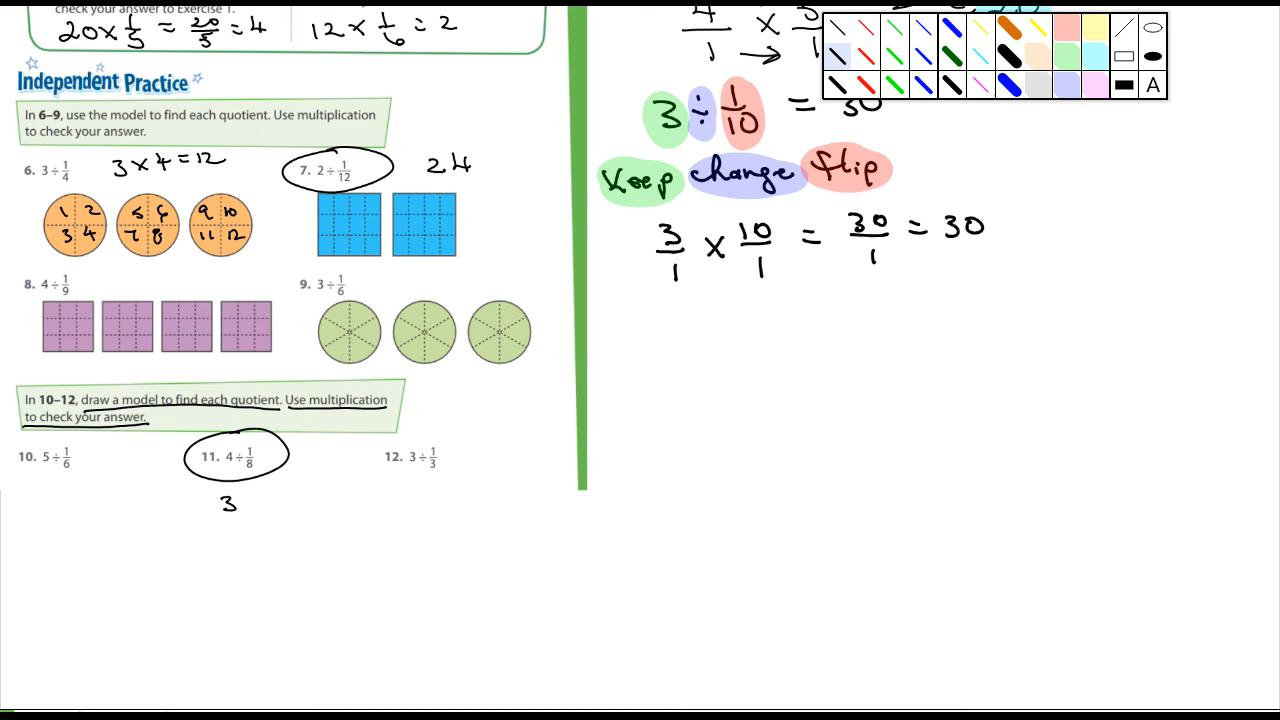 check your answer to Exercise 1.
20 × 1/5 = 20/5 = 4
12 × 1/6 = 2
Independent Practice
In 6–9, use the model to find each quotient. Use multiplication
to check your answer.
6. 3 ÷ 1/4
3 × 4 = 12
7. 2 ÷ 1/12
24
1 2
3 4
5 6
7 8
9 10
11 12
8. 4 ÷ 1/9
9. 3 ÷ 1/6
In 10–12, draw a model to find each quotient. Use multiplication
to check your answer.
10. 5 ÷ 1/6
11. 4 ÷ 1/8
12. 3 ÷ 1/3
3
4/1 ×
A
3 ÷ 1/10 = 30
Keep change flip
3/1 × 10/1 = 30/1 = 30